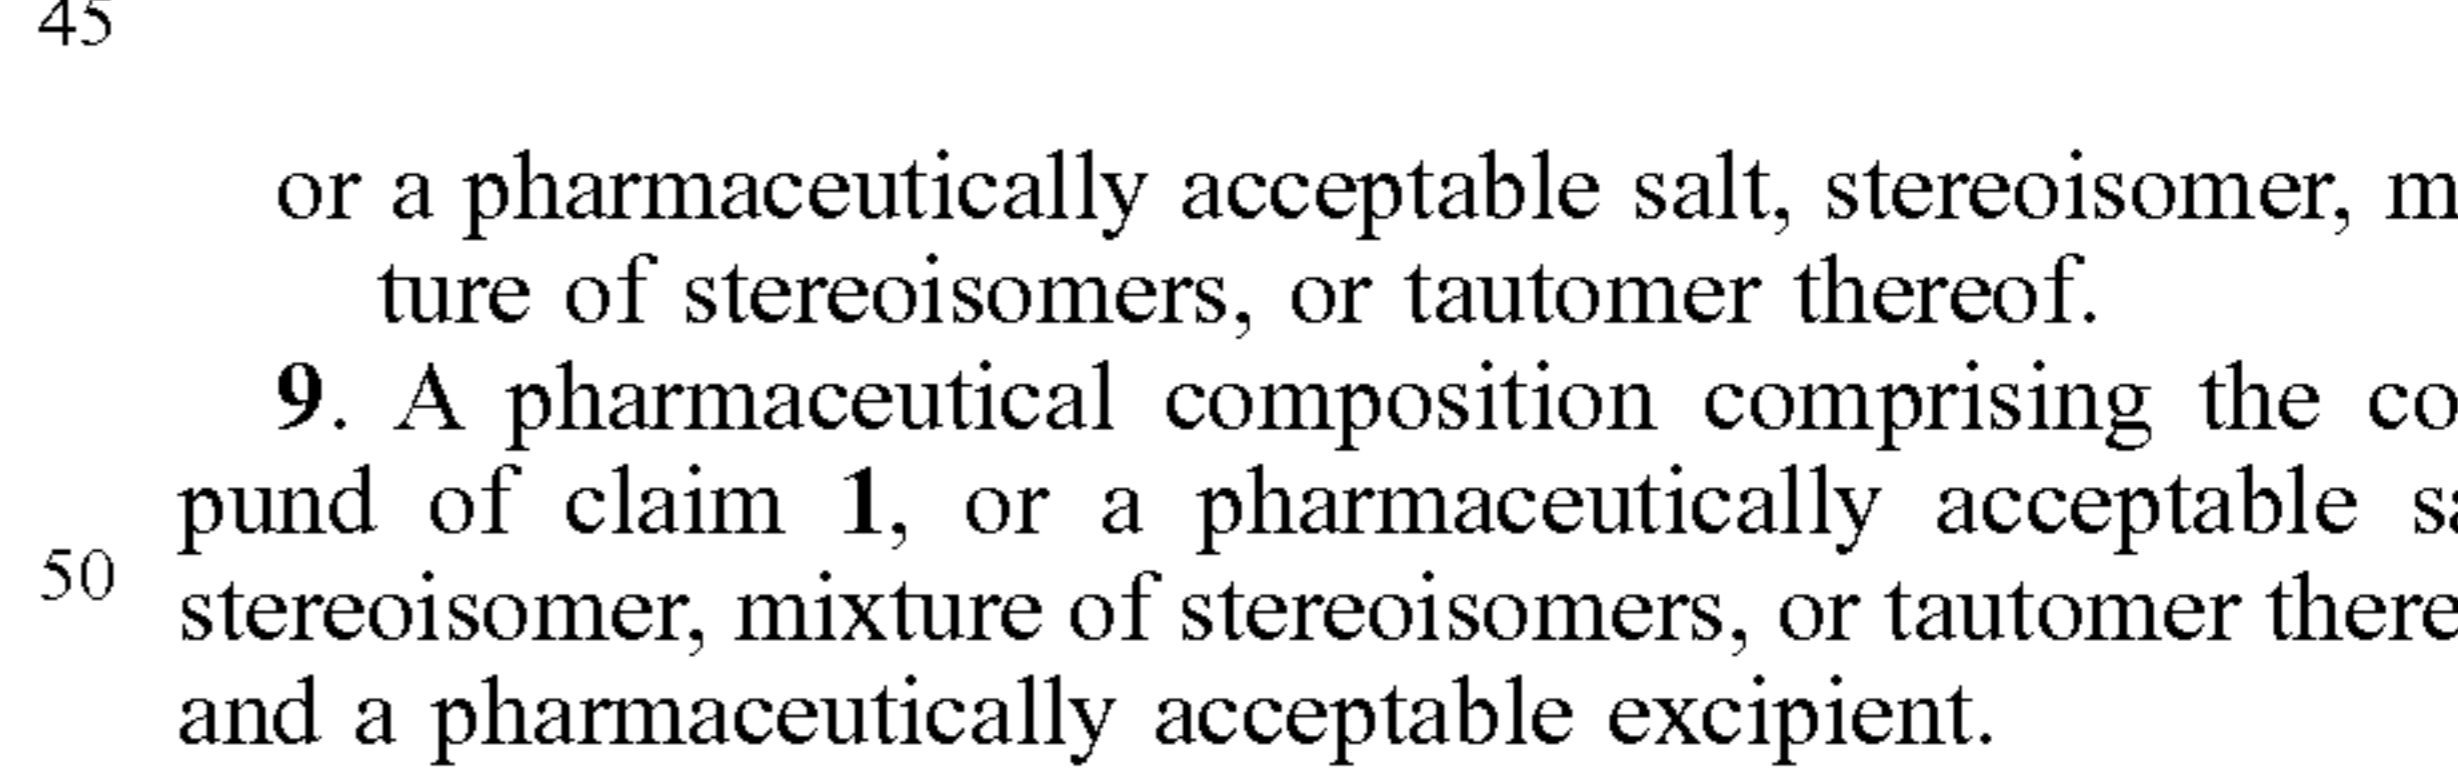 45
or a pharmaceutically acceptable salt, stereoisomer, m
ture of stereoisomers, or tautomer thereof.
9. A pharmaceutical composition comprising the co
pund of claim 1, or a pharmaceutically acceptable sa
50
stereoisomer, mixture of stereoisomers, or tautomer there
and a pharmaceutically acceptable excipient.